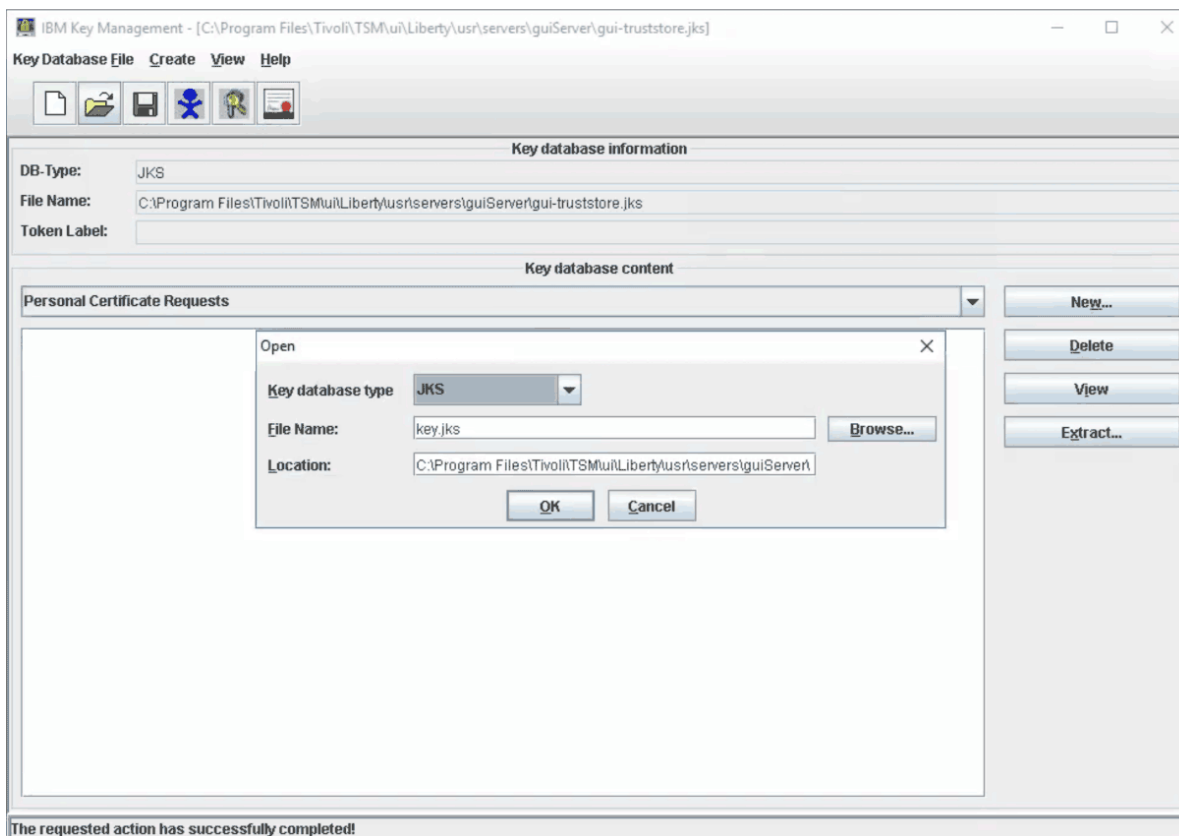 IBM Key Management - [C:\Program Files\Tivoli\TSM\ui\Liberty\usr\servers\guiServer\gui-truststore.jks]
Key Database File Create View Help
Key database information
DB-Type: JKS
File Name: C:\Program Files\Tivoli\TSM\ui\Liberty\usr\servers\guiServer\gui-truststore.jks
Token Label:
Key database content
Personal Certificate Requests
New...
Open
Delete
Key database type JKS
View
File Name: key.jks Browse...
Extract...
Location: C:\Program Files\Tivoli\TSM\ui\Liberty\usr\servers\guiServer\
OK Cancel
The requested action has successfully completed!